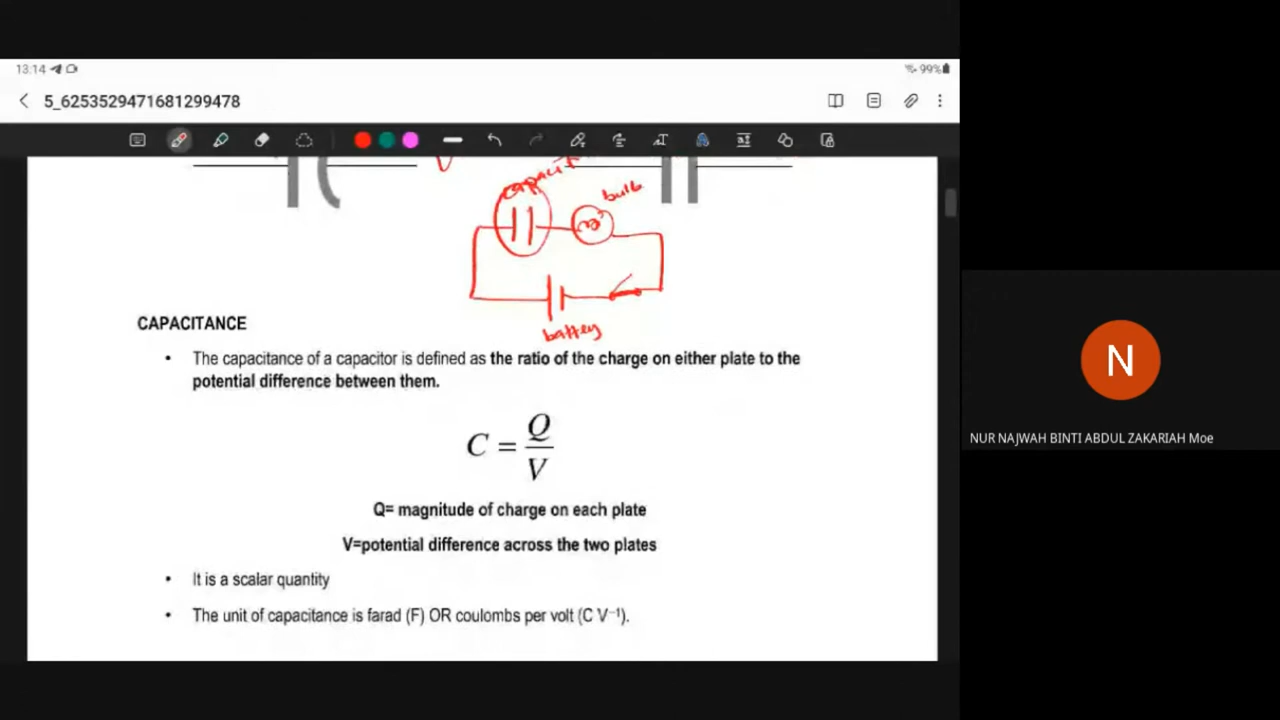 13:14
99%
5_6253529471681299478
V
capacit
bulb
battey
CAPACITANCE
• The capacitance of a capacitor is defined as the ratio of the charge on either plate to the
potential difference between them.
C = Q/V
Q= magnitude of charge on each plate
V=potential difference across the two plates
• It is a scalar quantity
• The unit of capacitance is farad (F) OR coulombs per volt (C V⁻¹).
N
NUR NAJWAH BINTI ABDUL ZAKARIAH Moe